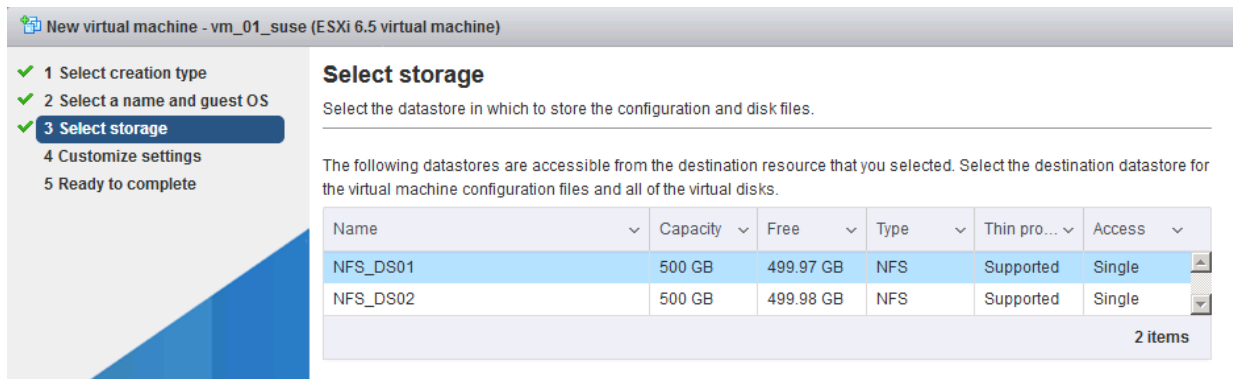 New virtual machine - vm_01_suse (ESXi 6.5 virtual machine)
1 Select creation type
2 Select a name and guest OS
3 Select storage
4 Customize settings
5 Ready to complete
Select storage
Select the datastore in which to store the configuration and disk files.
The following datastores are accessible from the destination resource that you selected. Select the destination datastore for
the virtual machine configuration files and all of the virtual disks.
Name Capacity Free Type Thin pro... Access
NFS_DS01 500 GB 499.97 GB NFS Supported Single
NFS_DS02 500 GB 499.98 GB NFS Supported Single
2 items